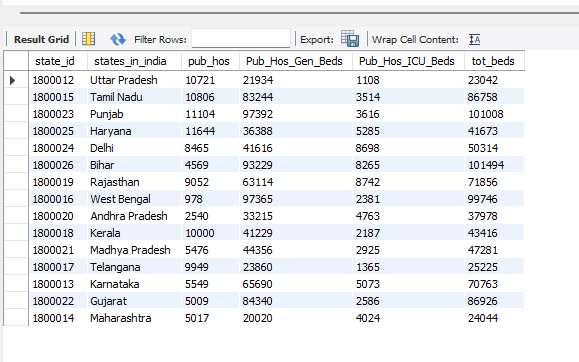 Result Grid Filter Rows: Export: Wrap Cell Content:
state_id states_in_india pub_hos Pub_Hos_Gen_Beds Pub_Hos_ICU_Beds tot_beds
1800012 Uttar Pradesh 10721 21934 1108 23042
1800015 Tamil Nadu 10806 83244 3514 86758
1800023 Punjab 11104 97392 3616 101008
1800025 Haryana 11644 36388 5285 41673
1800024 Delhi 8465 41616 8698 50314
1800026 Bihar 4569 93229 8265 101494
1800019 Rajasthan 9052 63114 8742 71856
1800016 West Bengal 978 97365 2381 99746
1800020 Andhra Pradesh 2540 33215 4763 37978
1800018 Kerala 10000 41229 2187 43416
1800021 Madhya Pradesh 5476 44356 2925 47281
1800017 Telangana 9949 23860 1365 25225
1800013 Karnataka 5549 65690 5073 70763
1800022 Gujarat 5009 84340 2586 86926
1800014 Maharashtra 5017 20020 4024 24044